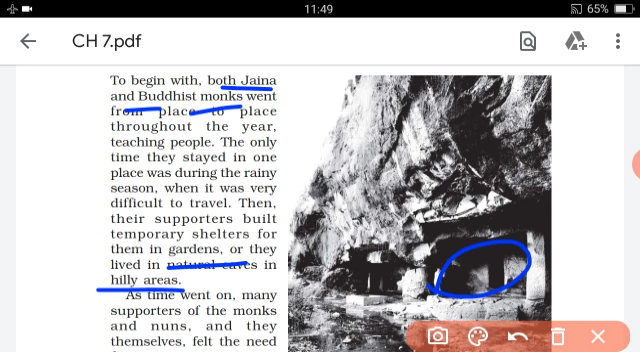 11:49
65%
CH 7.pdf
To begin with, both Jaina
and Buddhist monks went
from place to place
throughout the year,
teaching people. The only
time they stayed in one
place was during the rainy
season, when it was very
difficult to travel. Then,
their supporters built
temporary shelters for
them in gardens, or they
lived in natural caves in
hilly areas.
As time went on, many
supporters of the monks
and nuns, and they
themselves, felt the need